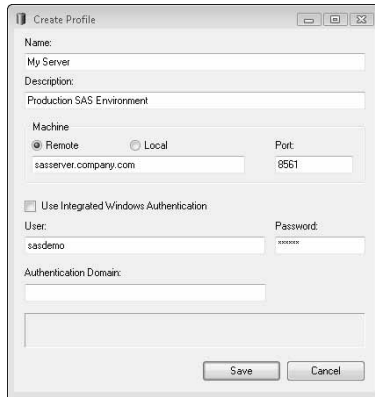 Create Profile
Name:
My Server
Description:
Production SAS Environment
Machine
Remote Local Port:
sasserver.company.com 8561
Use Integrated Windows Authentication
User: Password:
sasdemo ******
Authentication Domain:
Save Cancel